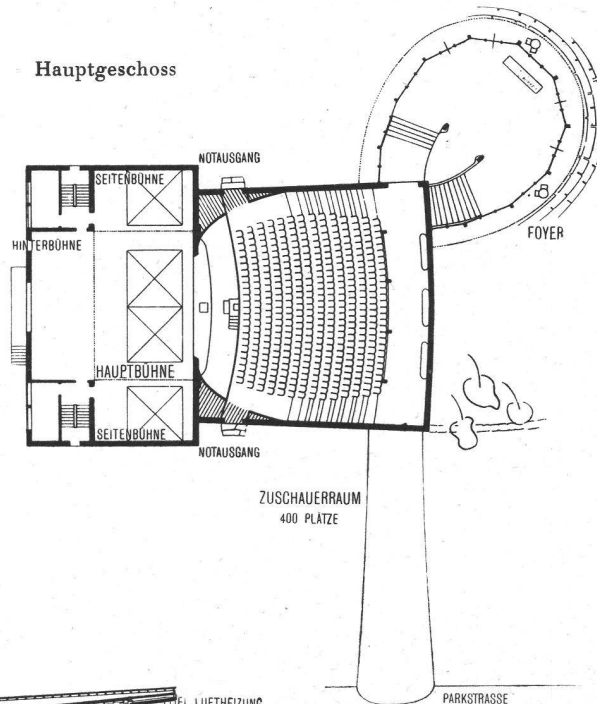 Hauptgeschoss
NOTAUSGANG
SEITENBÜHNE
FOYER
HINTERBÜHNE
HAUPTBÜHNE
SEITENBÜHNE
NOTAUSGANG
ZUSCHAUERRAUM
400 PLÄTZE
LUFTHEIZUNG
PARKSTRASSE